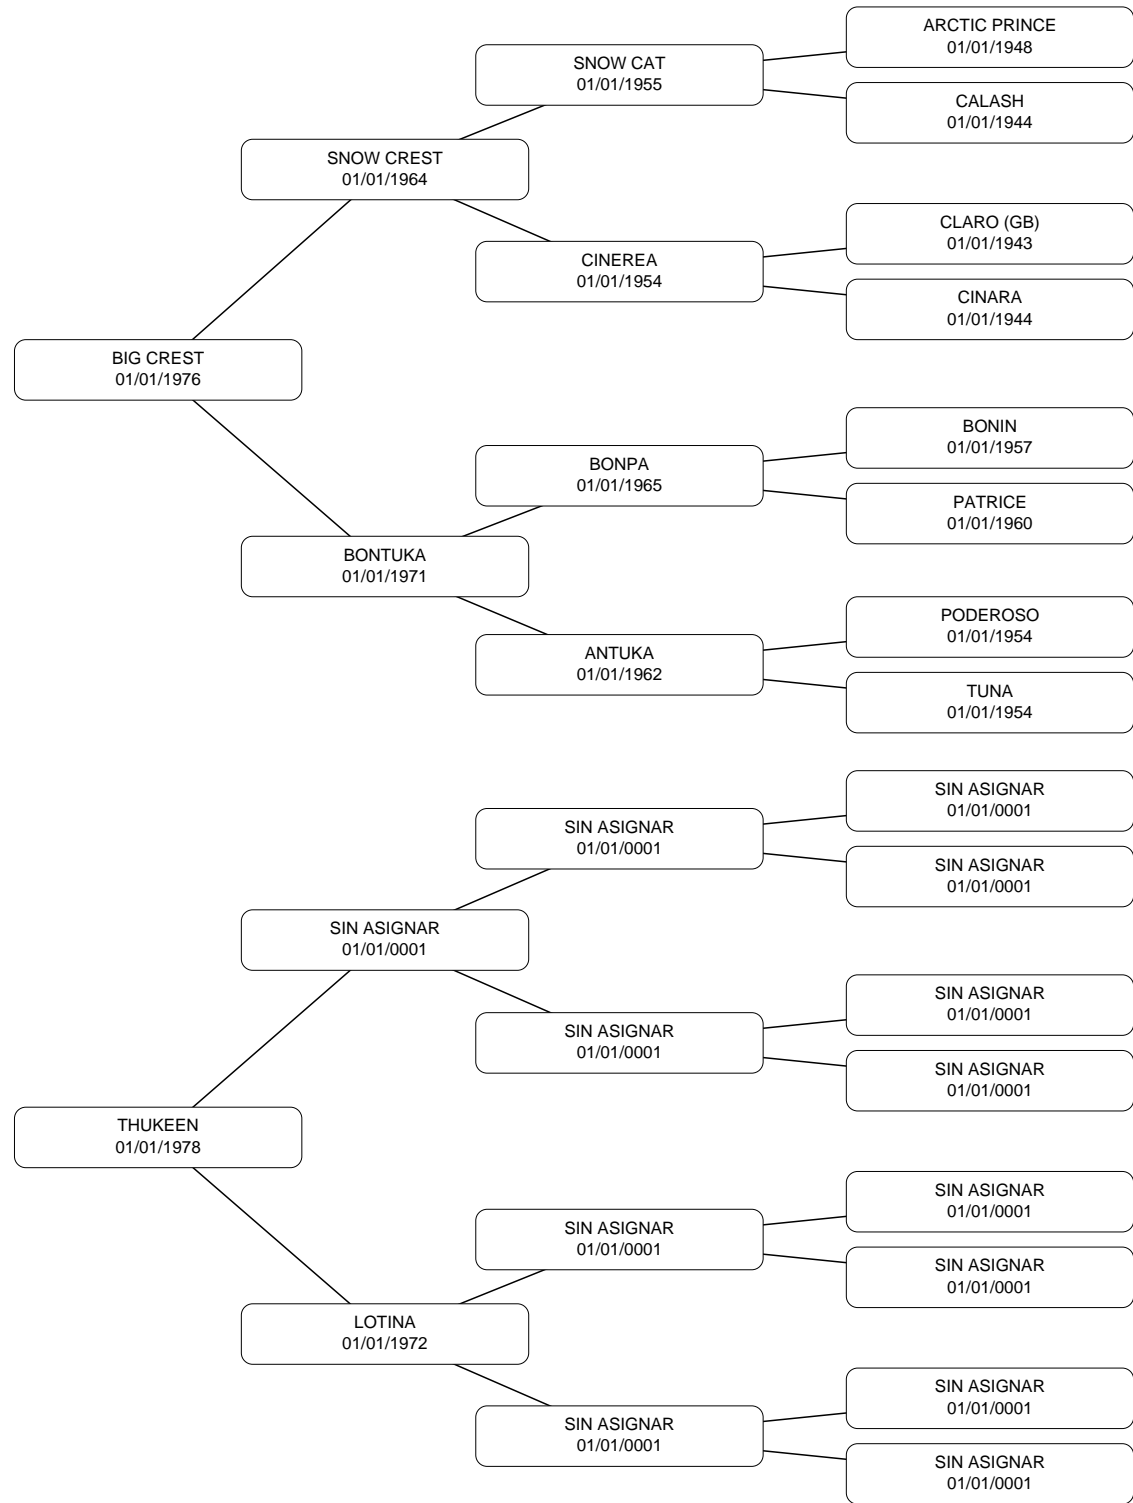 ARCTIC PRINCE
01/01/1948
SNOW CAT
01/01/1955
CALASH
01/01/1944
SNOW CREST
01/01/1964
CLARO (GB)
01/01/1943
CINEREA
01/01/1954
CINARA
01/01/1944
BIG CREST
01/01/1976
BONIN
01/01/1957
BONPA
01/01/1965
PATRICE
01/01/1960
BONTUKA
01/01/1971
PODEROSO
01/01/1954
ANTUKA
01/01/1962
TUNA
01/01/1954
SIN ASIGNAR
01/01/0001
SIN ASIGNAR
01/01/0001
SIN ASIGNAR
01/01/0001
SIN ASIGNAR
01/01/0001
SIN ASIGNAR
01/01/0001
SIN ASIGNAR
01/01/0001
SIN ASIGNAR
01/01/0001
THUKEEN
01/01/1978
SIN ASIGNAR
01/01/0001
SIN ASIGNAR
01/01/0001
SIN ASIGNAR
01/01/0001
LOTINA
01/01/1972
SIN ASIGNAR
01/01/0001
SIN ASIGNAR
01/01/0001
SIN ASIGNAR
01/01/0001